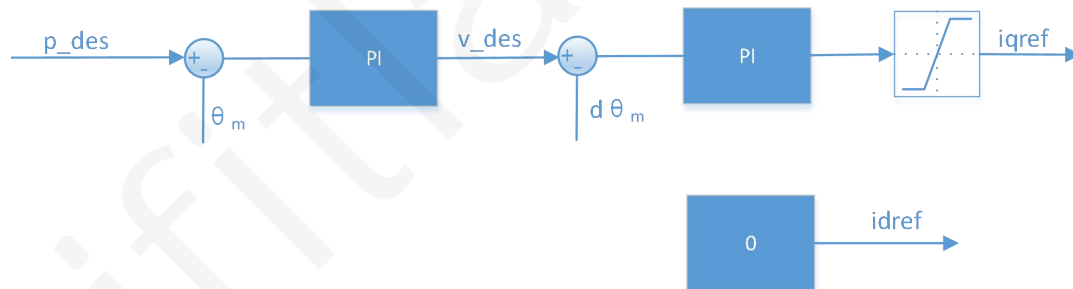 p_des
+
-
θ m
PI
v_des
+
-
d θ m
PI
iqref
0
idref